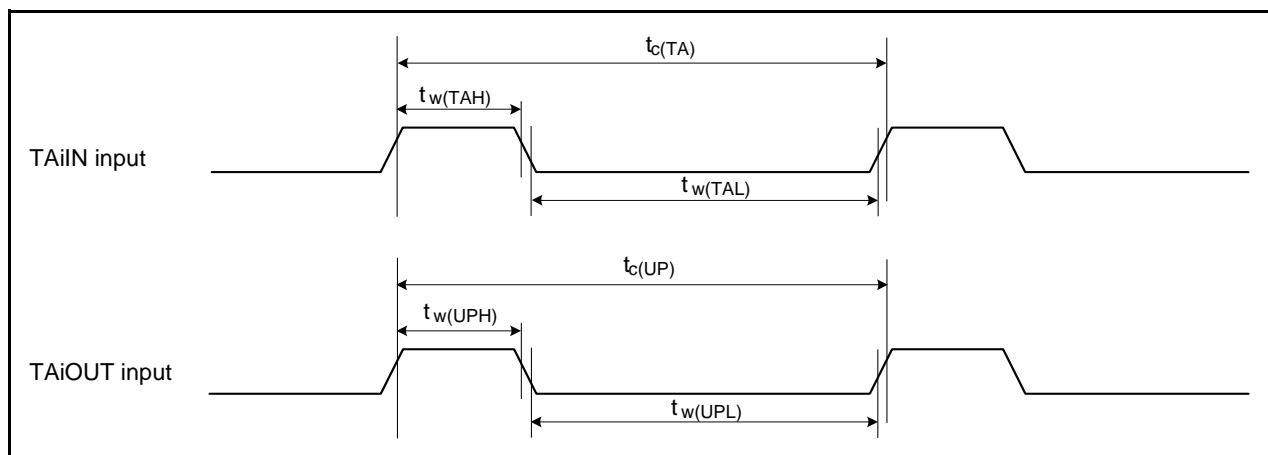 tc(TA)
tw(TAH)
TAiIN input
tw(TAL)
tc(UP)
tw(UPH)
TAiOUT input
tw(UPL)